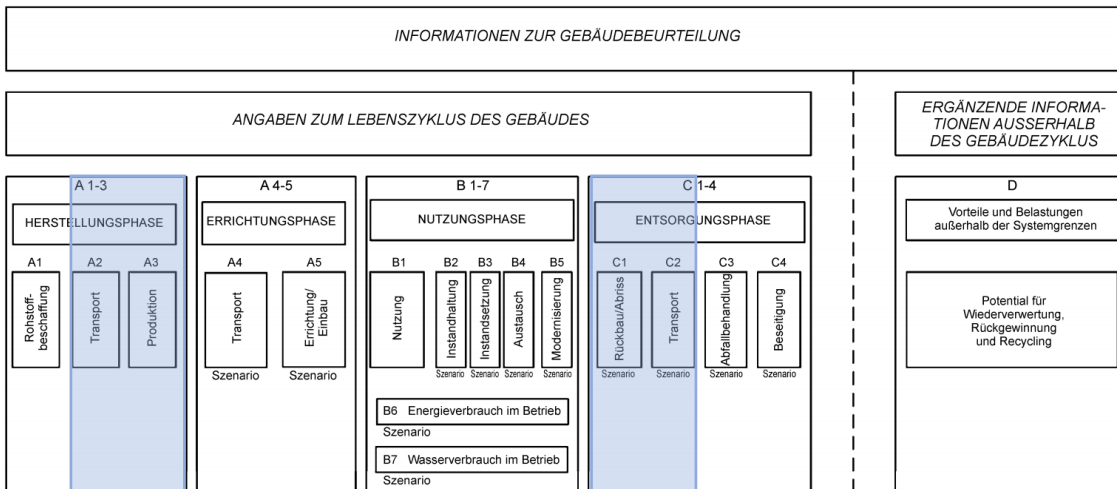 INFORMATIONEN ZUR GEBÄUDEBEURTEILUNG
ANGABEN ZUM LEBENSZYKLUS DES GEBÄUDES
ERGÄNZENDE INFORMA-
TIONEN AUSSERHALB
DES GEBÄUDEZYKLUS
A 1-3
HERSTELLUNGSPHASE
A1
A2
A3
Rohstoff-
beschaffung
Transport
Produktion
A 4-5
ERRICHTUNGSPHASE
A4
A5
Transport
Errichtung/
Einbau
Szenario
Szenario
B 1-7
NUTZUNGSPHASE
B1
B2
B3
B4
B5
Nutzung
Instandhaltung
Instandsetzung
Austausch
Modernisierung
Szenario
Szenario
Szenario
Szenario
B6 Energieverbrauch im Betrieb
Szenario
B7 Wasserverbrauch im Betrieb
Szenario
C 1-4
ENTSORGUNGSPHASE
C1
C2
C3
C4
Rückbau/Abriss
Transport
Abfallbehandlung
Beseitigung
Szenario
Szenario
Szenario
Szenario
D
Vorteile und Belastungen
außerhalb der Systemgrenzen
Potential für
Wiederverwertung,
Rückgewinnung
und Recycling